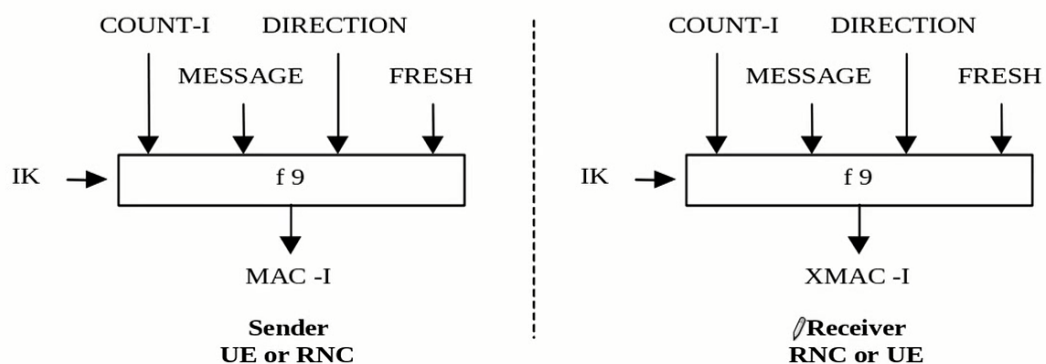 COUNT-I DIRECTION
MESSAGE FRESH
IK f 9
MAC -I
Sender
UE or RNC
COUNT-I DIRECTION
MESSAGE FRESH
IK f 9
XMAC -I
Receiver
RNC or UE